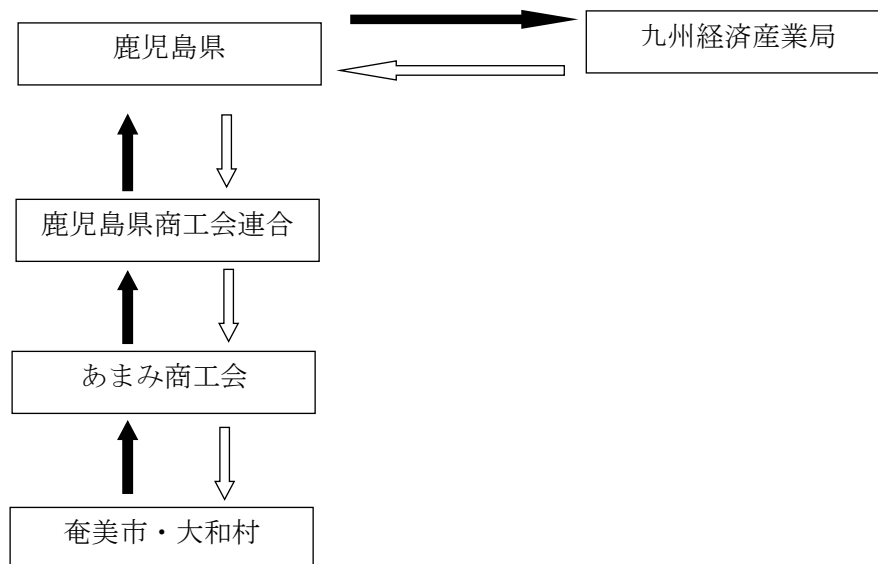 鹿児島県
九州経済産業局
鹿児島県商工会連合
あまみ商工会
奄美市・大和村